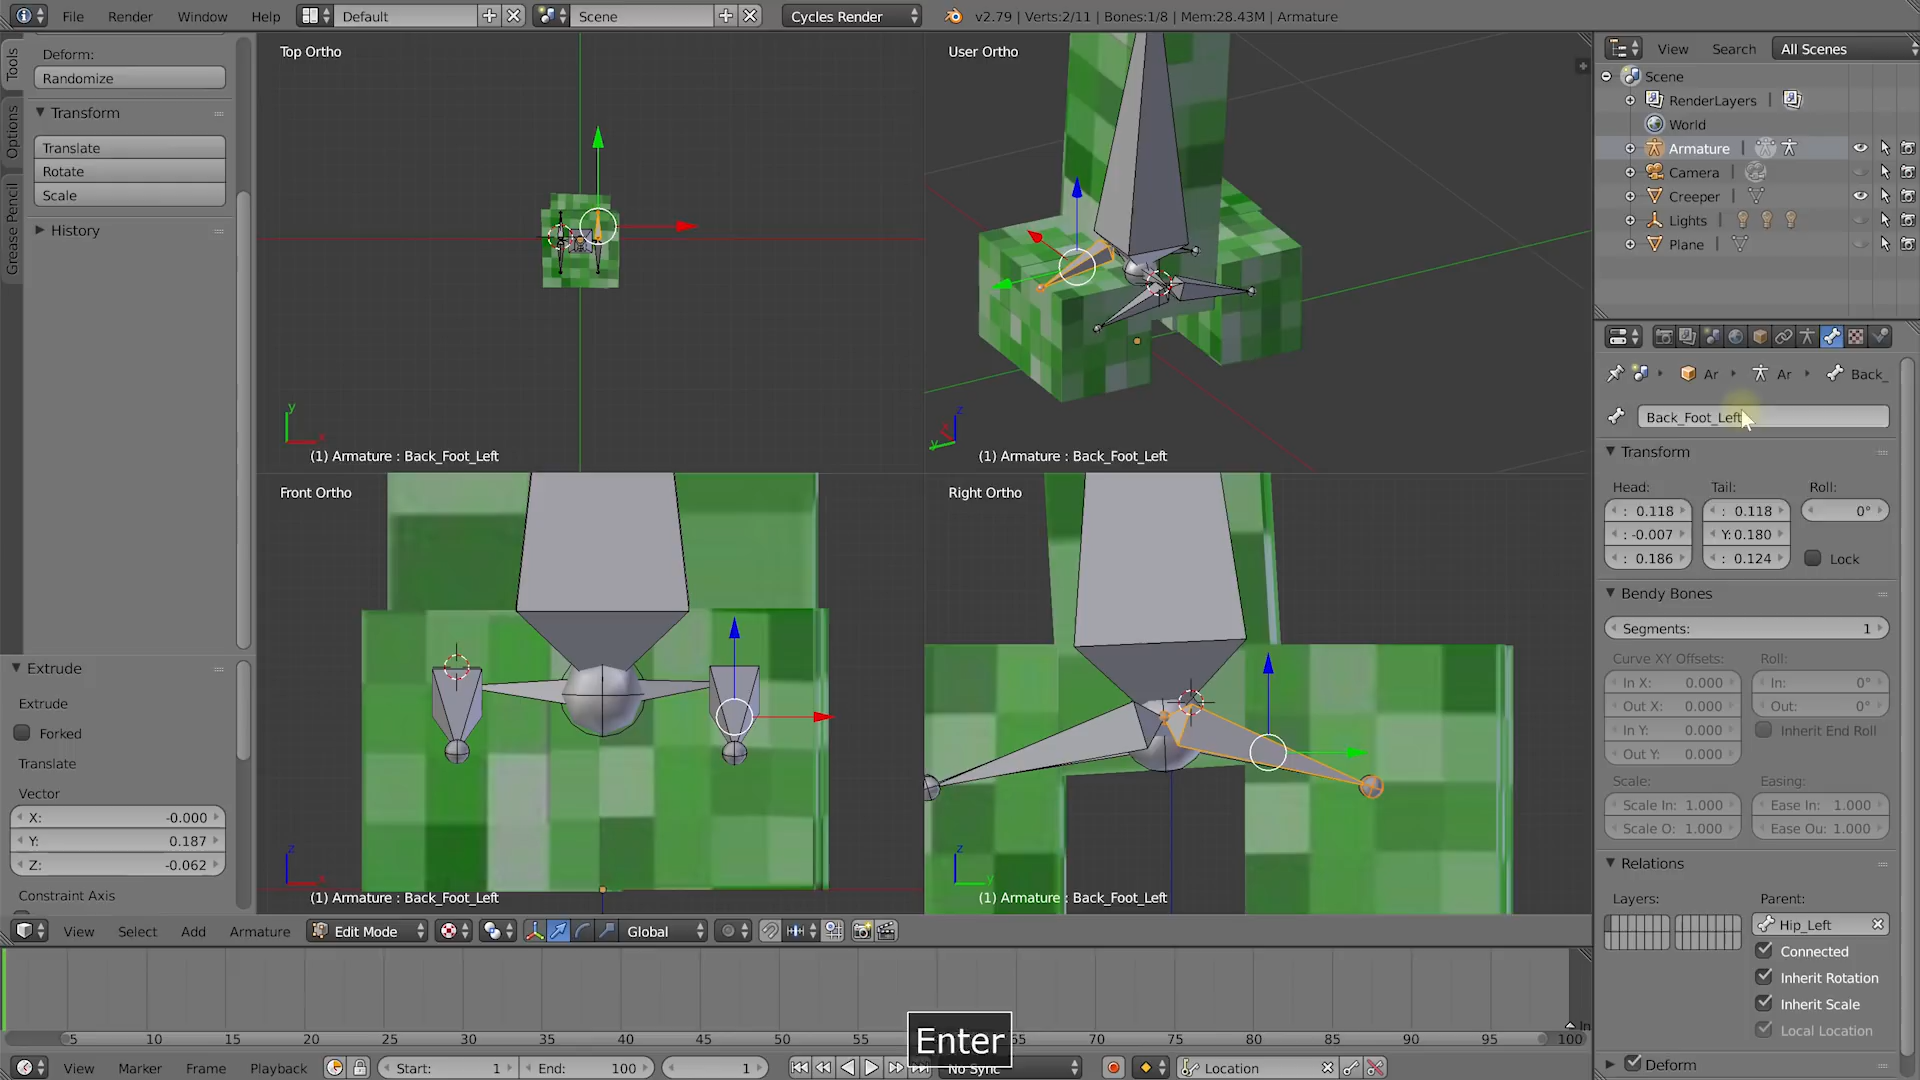 File Render Window Help Default Scene Cycles Render v2.79 | Verts:2/11 | Bones:1/8 | Mem:28.43M | Armature
Tools
Options
Grease Pencil
Deform:
Randomize
Transform
Translate
Rotate
Scale
History
Extrude
Extrude
Forked
Translate
Vector
X: -0.000
Y: 0.187
Z: -0.062
Constraint Axis
Top Ortho
y
x
(1) Armature : Back_Foot_Left
User Ortho
z
x
y
(1) Armature : Back_Foot_Left
Front Ortho
z
x
(1) Armature : Back_Foot_Left
Right Ortho
z
y
(1) Armature : Back_Foot_Left
View Search All Scenes
Scene
RenderLayers |
World
Armature |
Camera |
Creeper |
Lights |
Plane |
Ar Ar Back_
Back_Foot_Left
Transform
Head: Tail: Roll:
: 0.118 : 0.118 0°
: -0.007 Y: 0.180
: 0.186 : 0.124 Lock
Bendy Bones
Segments: 1
Curve XY Offsets: Roll:
In X: 0.000 In: 0°
Out X: 0.000 Out: 0°
In Y: 0.000 Inherit End Roll
Out Y: 0.000
Scale: Easing:
Scale In: 1.000 Ease In: 1.000
Scale O: 1.000 Ease Ou: 1.000
Relations
Layers: Parent:
Hip_Left
Connected
Inherit Rotation
Inherit Scale
Local Location
Deform
View Select Add Armature Edit Mode Global
5 10 15 20 25 30 35 40 45 50 55 65 70 75 80 85 90 95 100
Enter
View Marker Frame Playback Start: 1 End: 100 1 No Sync Location